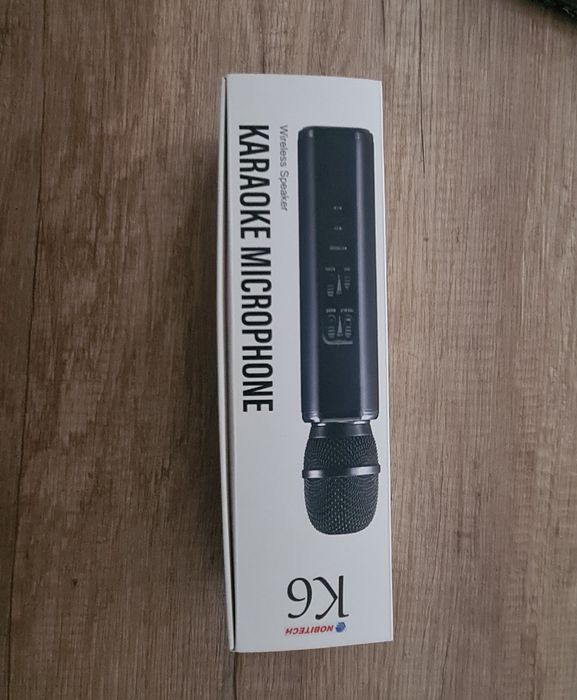 Wireless Speaker
KARAOKE MICROPHONE
K6
NOBITECH